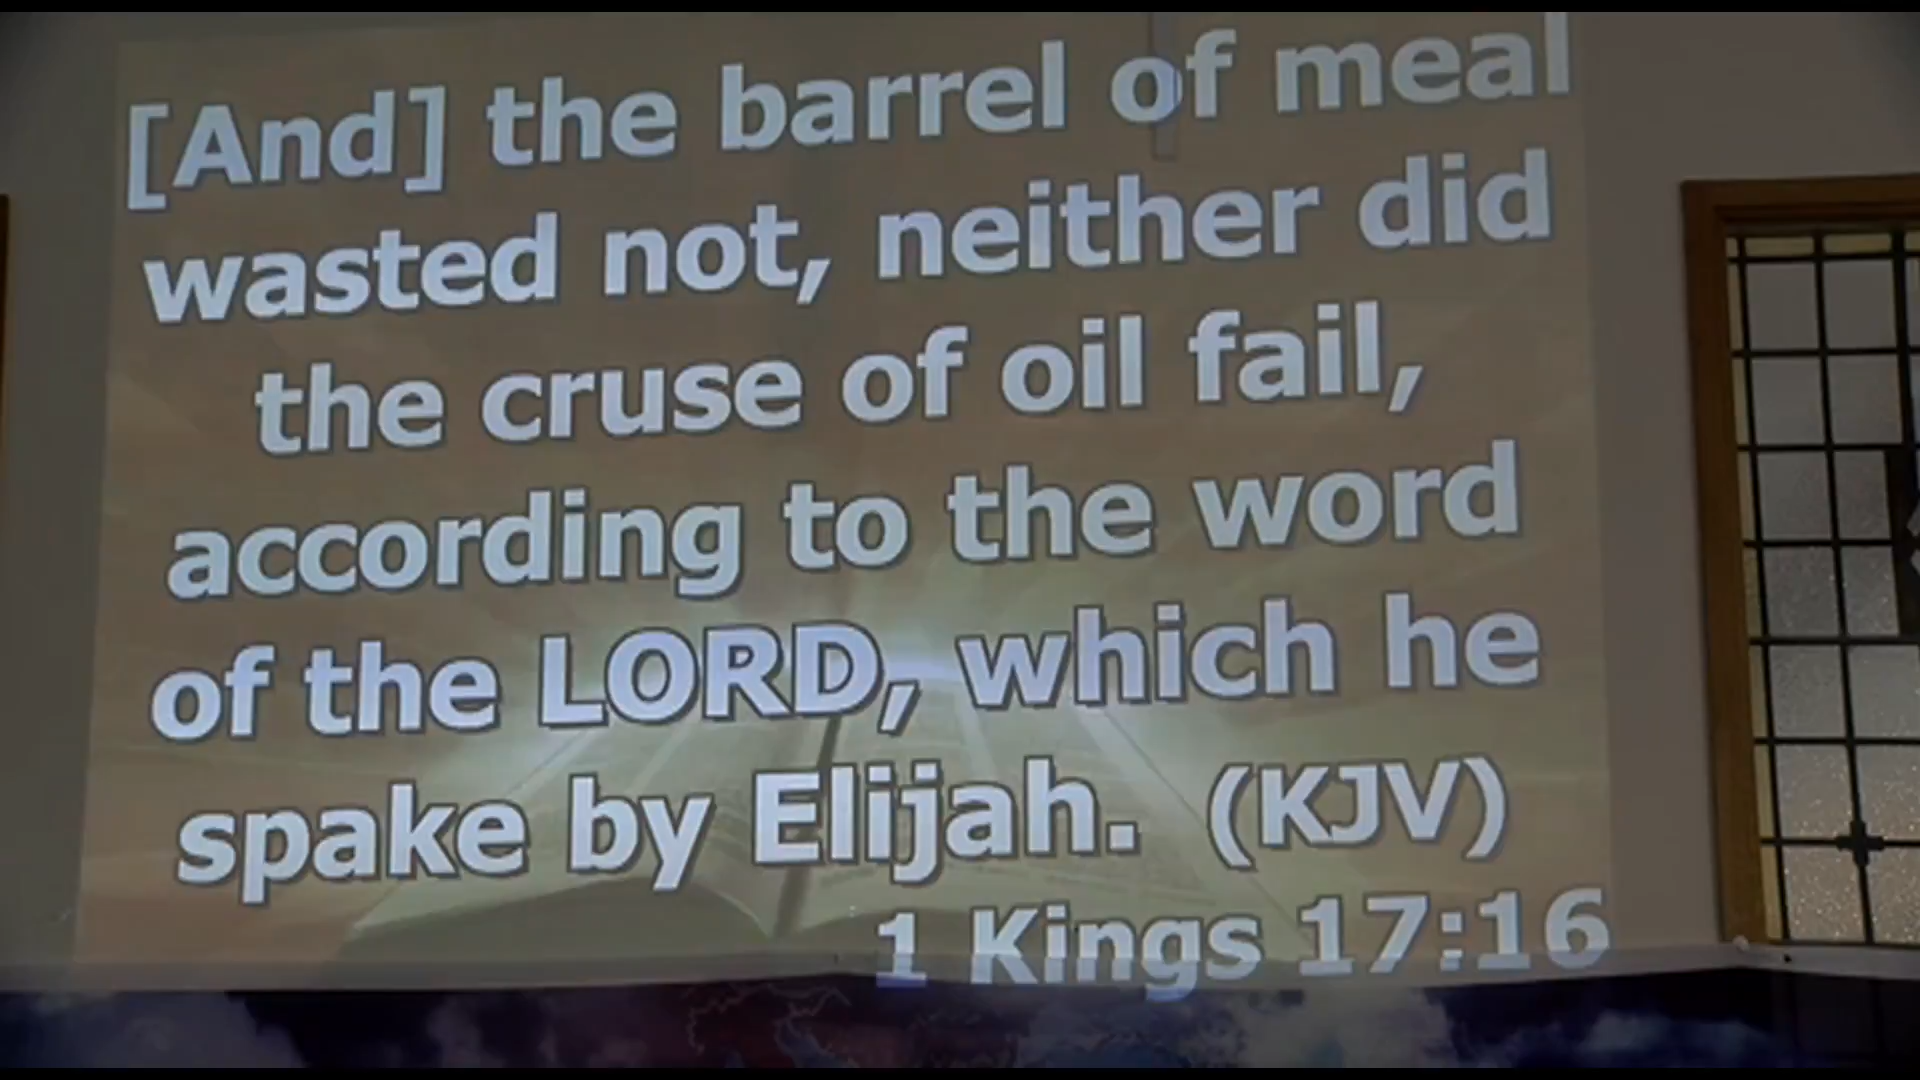 [And] the barrel of meal
wasted not, neither did
the cruse of oil fail,
according to the word
of the LORD, which he
spake by Elijah. (KJV)
1 Kings 17:16